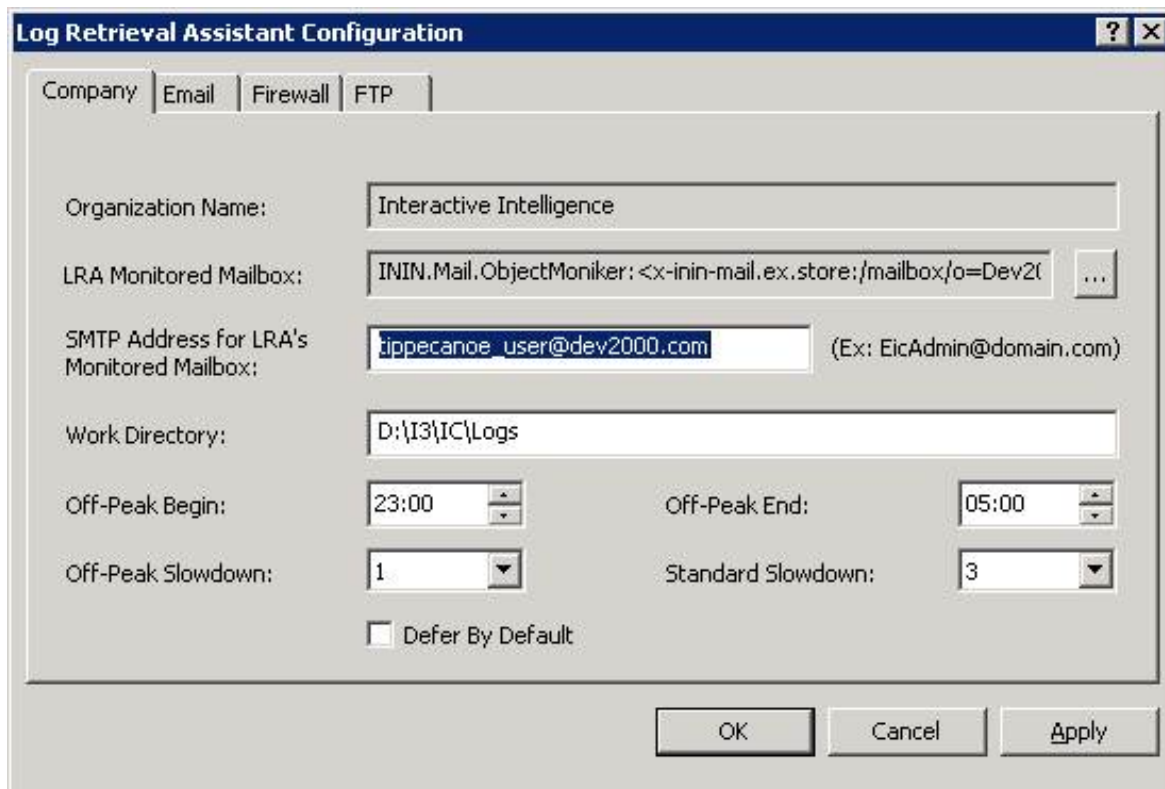 Log Retrieval Assistant Configuration
Company Email Firewall FTP
Organization Name: Interactive Intelligence
LRA Monitored Mailbox: ININ.Mail.ObjectMoniker:<x-inin-mail.ex.store:/mailbox/o=Dev20 ...
SMTP Address for LRA's
Monitored Mailbox: tippecanoe_user@dev2000.com (Ex: EicAdmin@domain.com)
Work Directory: D:\I3\IC\Logs
Off-Peak Begin: 23:00 Off-Peak End: 05:00
Off-Peak Slowdown: 1 Standard Slowdown: 3
Defer By Default
OK Cancel Apply